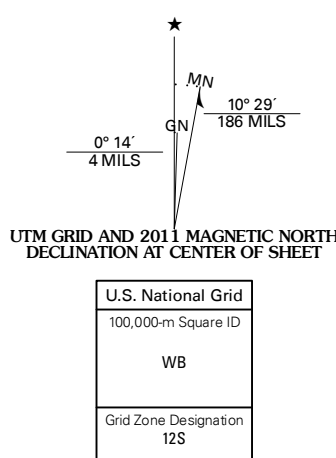 ★
MN
GN
10° 29´
186 MILS
0° 14´
4 MILS
UTM GRID AND 2011 MAGNETIC NORTH
DECLINATION AT CENTER OF SHEET
U.S. National Grid
100,000-m Square ID
WB
Grid Zone Designation
12S